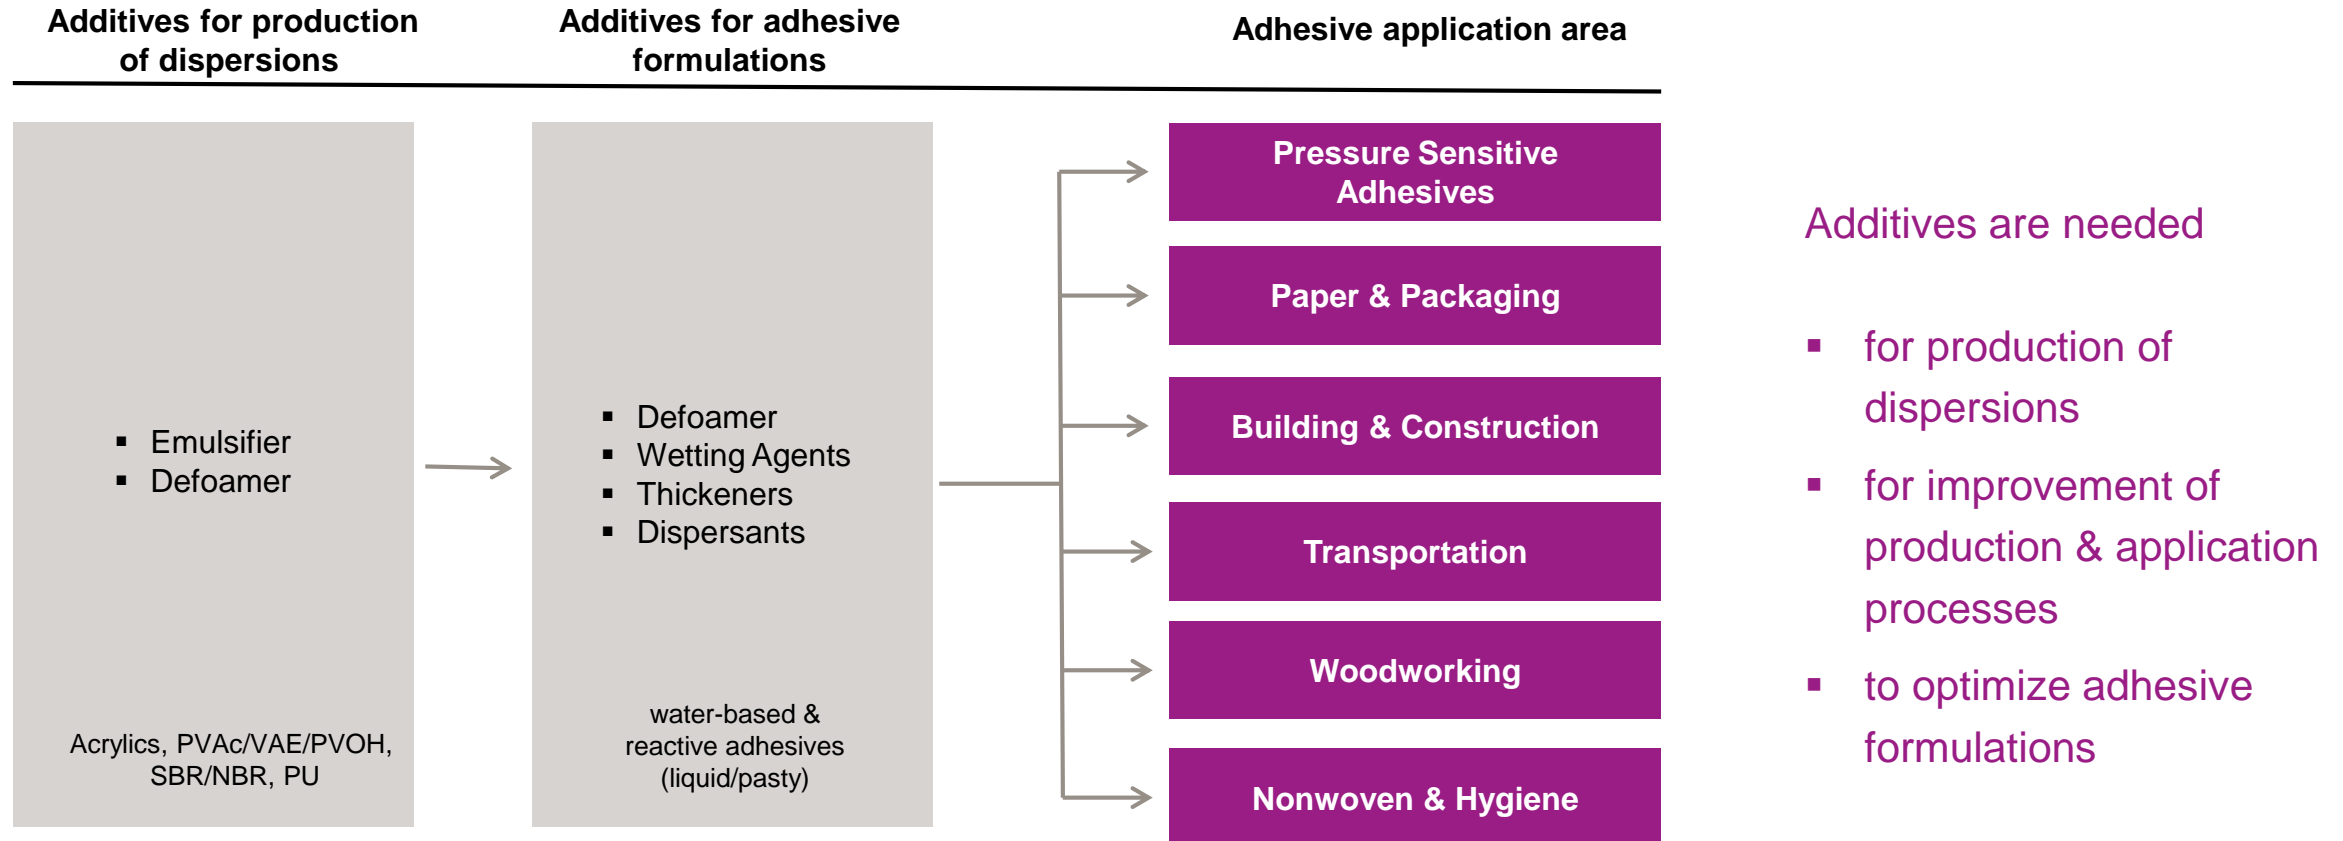 Additives for production
of dispersions
Additives for adhesive
formulations
Adhesive application area
▪ Emulsifier
▪ Defoamer
Acrylics, PVAc/VAE/PVOH,
SBR/NBR, PU
▪ Defoamer
▪ Wetting Agents
▪ Thickeners
▪ Dispersants
water-based &
reactive adhesives
(liquid/pasty)
Pressure Sensitive
Adhesives
Paper & Packaging
Building & Construction
Transportation
Woodworking
Nonwoven & Hygiene
Additives are needed
▪ for production of
dispersions
▪ for improvement of
production & application
processes
▪ to optimize adhesive
formulations